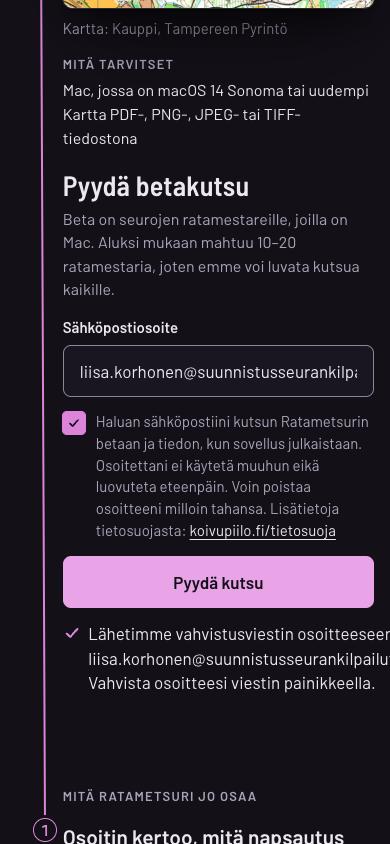 Kartta: Kauppi, Tampereen Pyrintö
MITÄ TARVITSET
Mac, jossa on macOS 14 Sonoma tai uudempi
Kartta PDF-, PNG-, JPEG- tai TIFF-
tiedostona
Pyydä betakutsu
Beta on seurojen ratamestareille, joilla on
Mac. Aluksi mukaan mahtuu 10–20
ratamestaria, joten emme voi luvata kutsua
kaikille.
Sähköpostiosoite
liisa.korhonen@suunnistusseurankilpa
Haluan sähköpostiini kutsun Ratametsurin
betaan ja tiedon, kun sovellus julkaistaan.
Osoitettani ei käytetä muuhun eikä
luovuteta eteenpäin. Voin poistaa
osoitteeni milloin tahansa. Lisätietoja
tietosuojasta: koivupiilo.fi/tietosuoja
Pyydä kutsu
Lähetimme vahvistusviestin osoitteeseen
liisa.korhonen@suunnistusseurankilpailu
Vahvista osoitteesi viestin painikkeella.
MITÄ RATAMETSURI JO OSAA
1 Osoitin kertoo, mitä napsautus